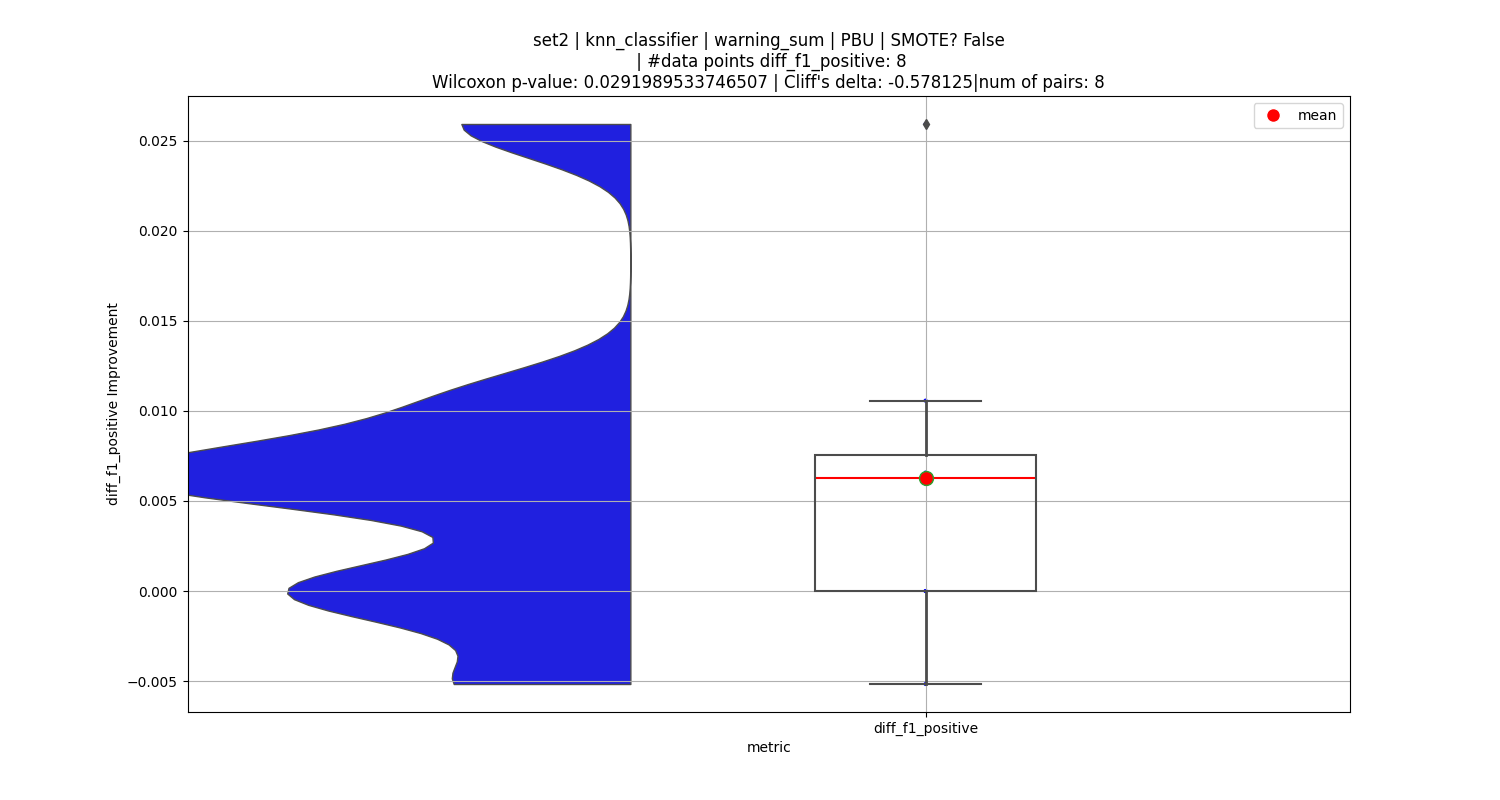 set2 | knn_classifier | warning_sum | PBU | SMOTE? False
| #data points diff_f1_positive: 8
Wilcoxon p-value: 0.0291989533746507 | Cliff's delta: -0.578125|num of pairs: 8
mean
0.025
0.020
0.015
0.010
0.005
0.000
−0.005
diff_f1_positive Improvement
diff_f1_positive
metric